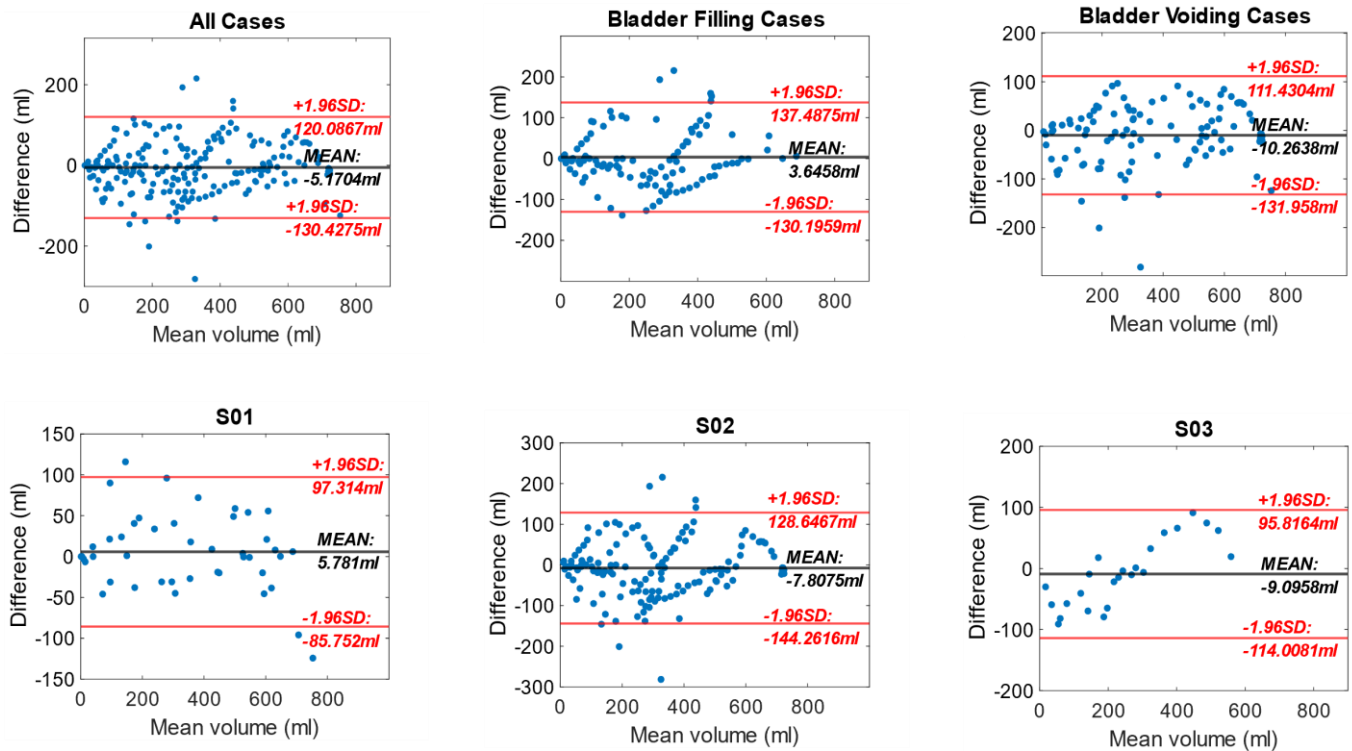 All Cases
Difference (ml)
200
0
-200
+1.96SD:
120.0867ml
MEAN:
-5.1704ml
+1.96SD:
-130.4275ml
0 200 400 600 800
Mean volume (ml)
Bladder Filling Cases
Difference (ml)
200
100
0
-100
200
+1.96SD:
137.4875ml
MEAN:
3.6458ml
-1.96SD:
-130.1959ml
0 200 400 600 800
Mean volume (ml)
Bladder Voiding Cases
Difference (ml)
200
100
0
-100
-200
+1.96SD:
111.4304ml
MEAN:
-10.2638ml
-1.96SD:
-131.958ml
200 400 600 800
Mean volume (ml)
S01
Difference (ml)
150
100
50
0
-50
-100
-150
+1.96SD:
97.314ml
MEAN:
5.781ml
-1.96SD:
-85.752ml
0 200 400 600 800
Mean volume (ml)
S02
Difference (ml)
300
200
100
0
-100
-200
-300
+1.96SD:
128.6467ml
MEAN:
-7.8075ml
-1.96SD:
-144.2616ml
0 200 400 600 800
Mean volume (ml)
S03
Difference (ml)
200
100
0
-100
-200
+1.96SD:
95.8164ml
MEAN:
-9.0958ml
-1.96SD:
-114.0081ml
0 200 400 600 800
Mean volume (ml)